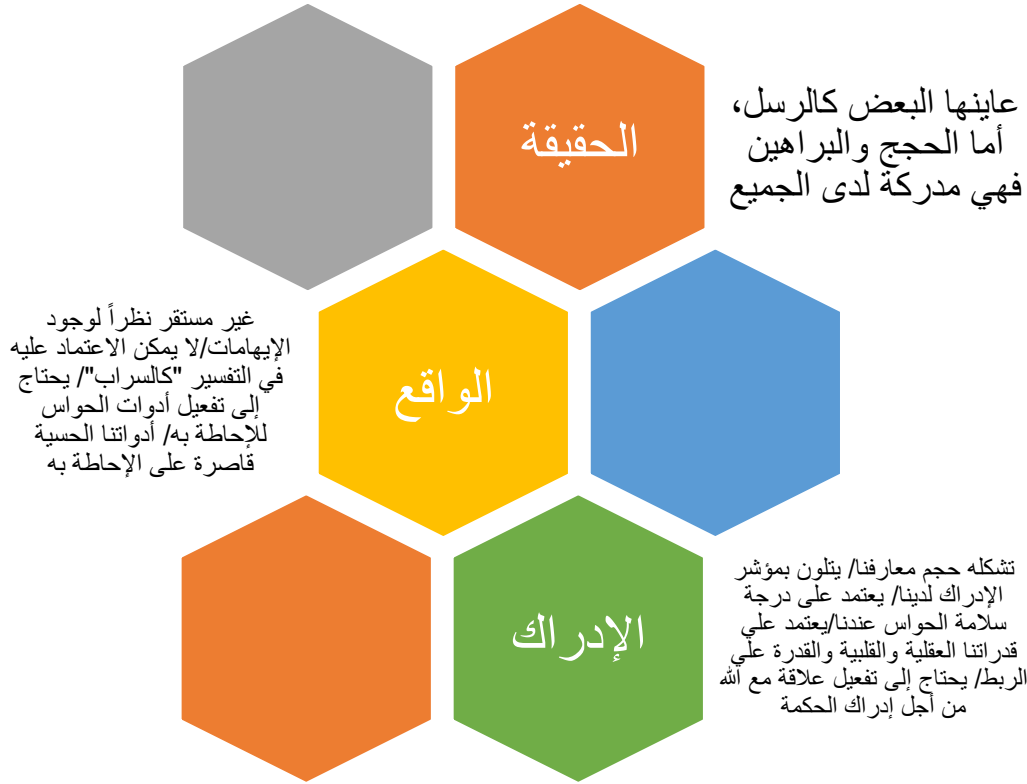 الحقيقة
عاينها البعض كالرسل،
أما الحجج والبراهين
فهي مدركة لدى الجميع
الواقع
غير مستقر نظراً لوجود
الإيهامات/لا يمكن الاعتماد عليه
في التفسير "كالسراب"/ يحتاج
إلى تفعيل أدوات الحواس
للإحاطة به/ أدواتنا الحسية
قاصرة على الإحاطة به
الإدراك
تشكله حجم معارفنا/ يتلون بمؤشر
الإدراك لدينا/ يعتمد على درجة
سلامة الحواس عندنا/يعتمد علي
قدراتنا العقلية والقلبية والقدرة علي
الربط/ يحتاج إلى تفعيل علاقة مع الله
من أجل إدراك الحكمة